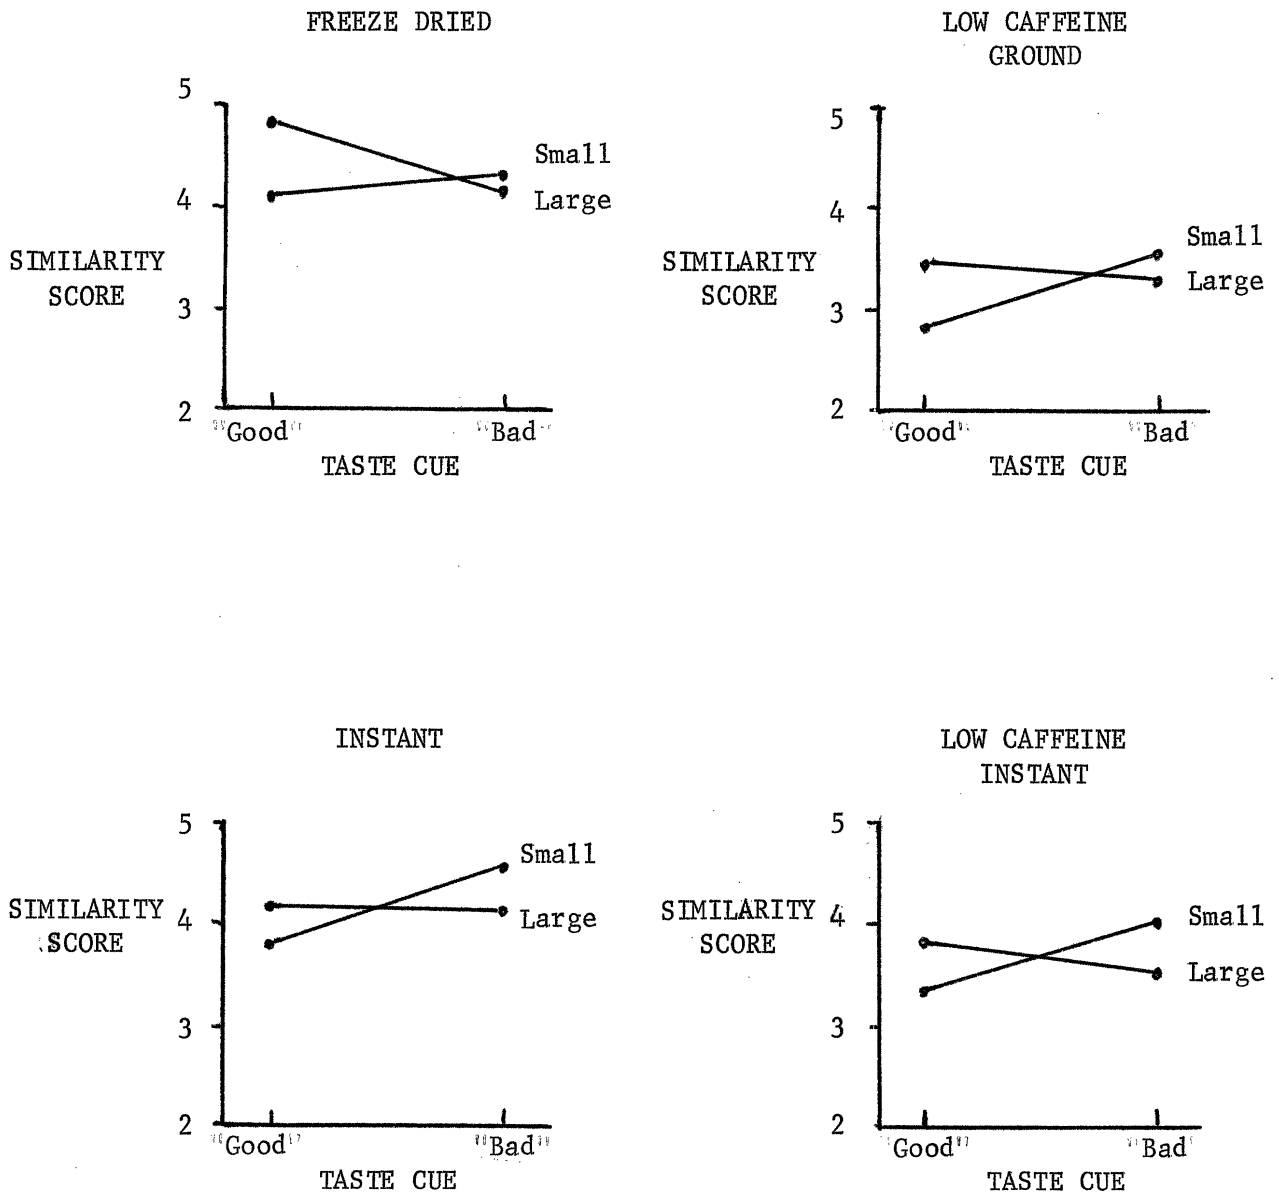 FREEZE DRIED
5
4
3
2
SIMILARITY
SCORE
Small
Large
"Good"
"Bad"
TASTE CUE
LOW CAFFEINE
GROUND
5
4
3
2
SIMILARITY
SCORE
Small
Large
"Good"
"Bad"
TASTE CUE
INSTANT
5
4
3
2
SIMILARITY
SCORE
Small
Large
"Good"
"Bad"
TASTE CUE
LOW CAFFEINE
INSTANT
5
4
3
2
SIMILARITY
SCORE
Small
Large
"Good"
"Bad"
TASTE CUE